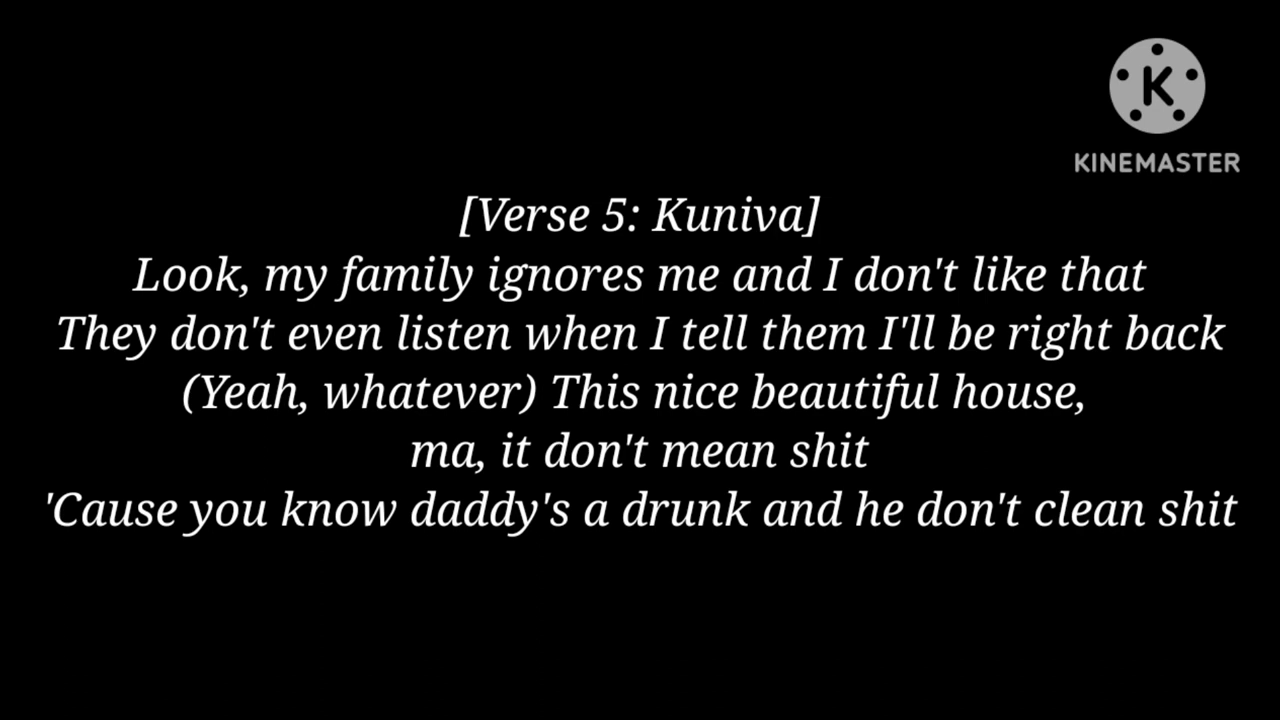 K
KINEMASTER
[Verse 5: Kuniva]
Look, my family ignores me and I don't like that
They don't even listen when I tell them I'll be right back
(Yeah, whatever) This nice beautiful house,
ma, it don't mean shit
'Cause you know daddy's a drunk and he don't clean shit